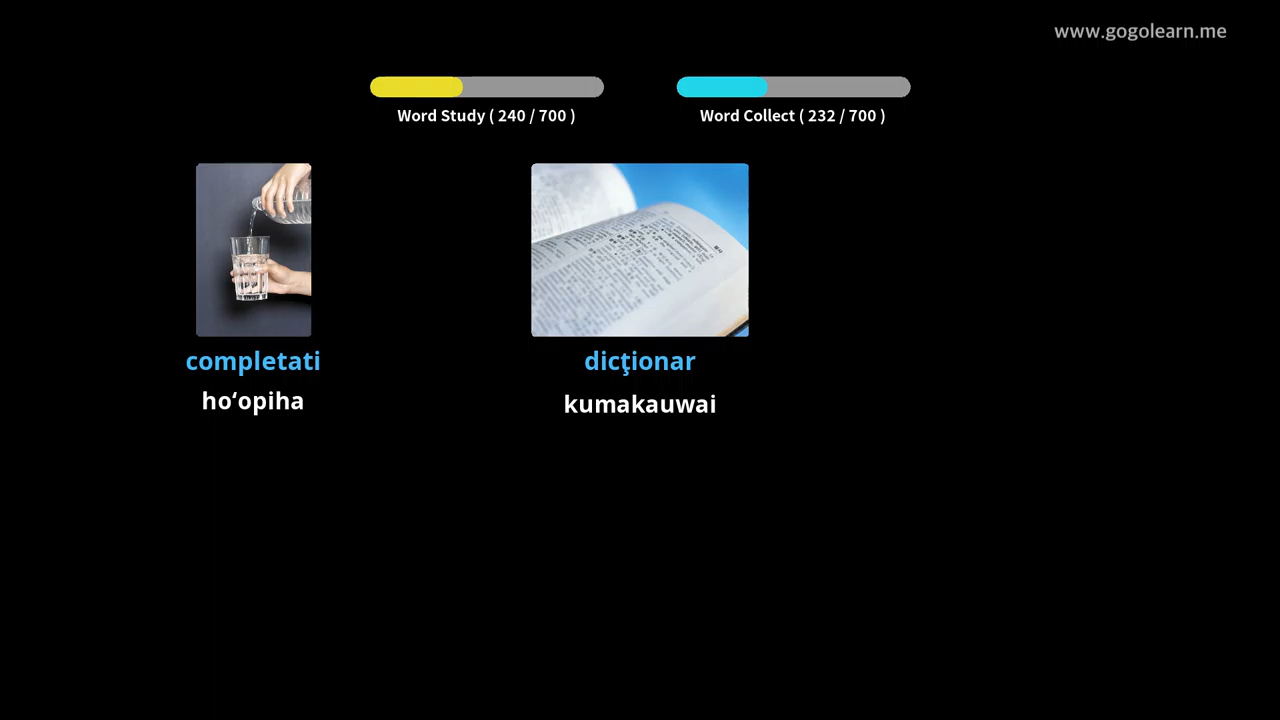 www.gogolearn.me
Word Study ( 240 / 700 )
Word Collect ( 232 / 700 )
completati
dicţionar
hoʻopiha
kumakauwai